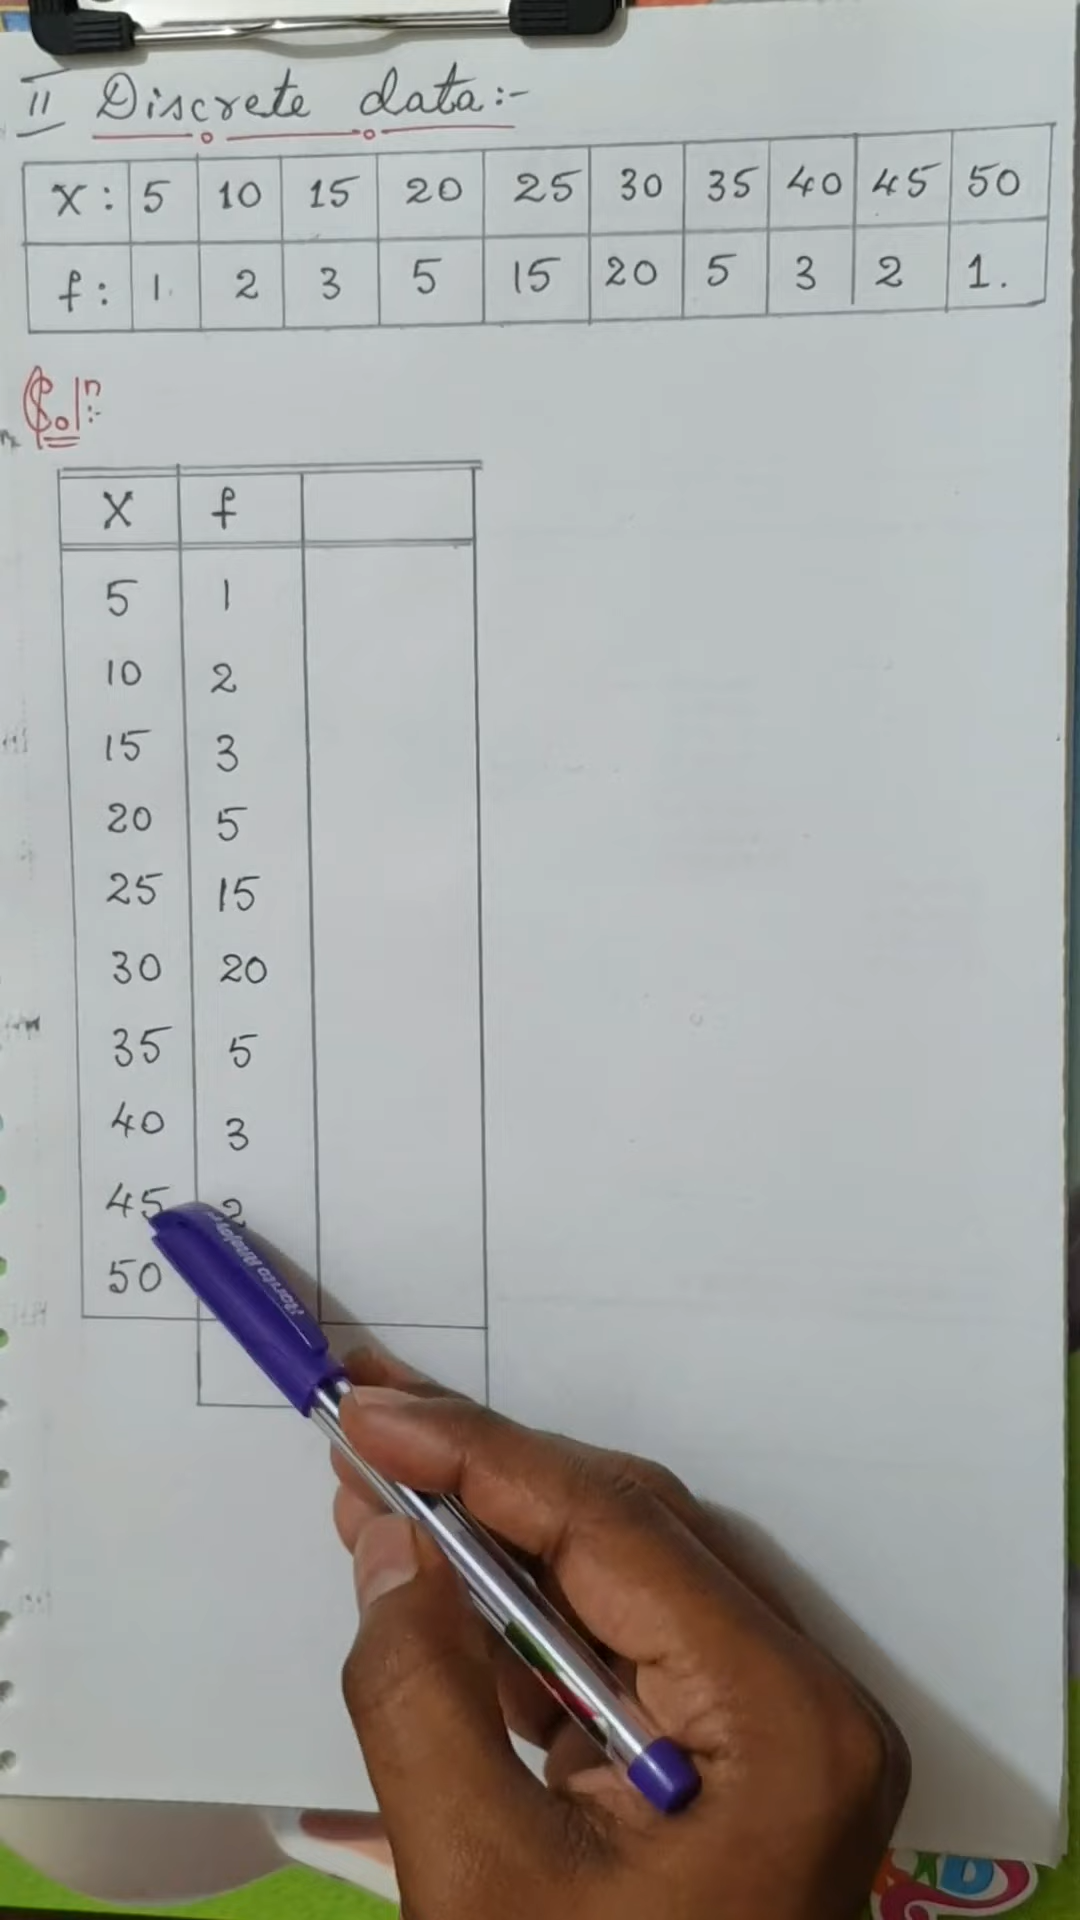 II Discrete data:-
X: 5 10 15 20 25 30 35 40 45 50
f: 1 2 3 5 15 20 5 3 2 1.
Solⁿ:-
X f
5 1
10 2
15 3
20 5
25 15
30 20
35 5
40 3
45 2
50